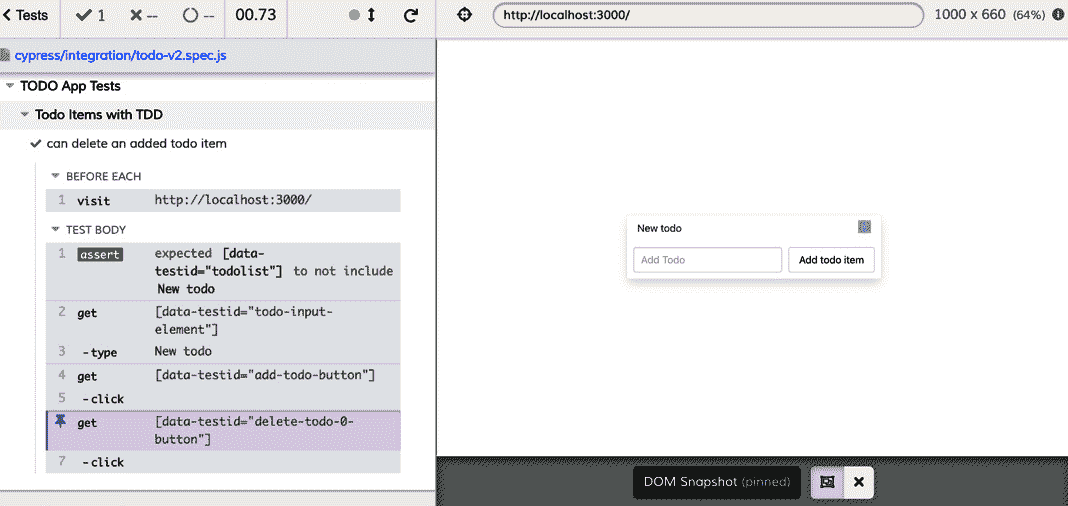 Tests
1
--
--
00.73
http://localhost:3000/
1000 x 660 (64%)
cypress/integration/todo-v2.spec.js
TODO App Tests
Todo Items with TDD
can delete an added todo item
BEFORE EACH
1 visit http://localhost:3000/
TEST BODY
1 assert expected [data-
testid="todolist"] to not include
New todo
2 get [data-testid="todo-input-
element"]
3 -type New todo
4 get [data-testid="add-todo-button"]
5 -click
get [data-testid="delete-todo-0-
button"]
7 -click
New todo
Add Todo
Add todo item
DOM Snapshot (pinned)